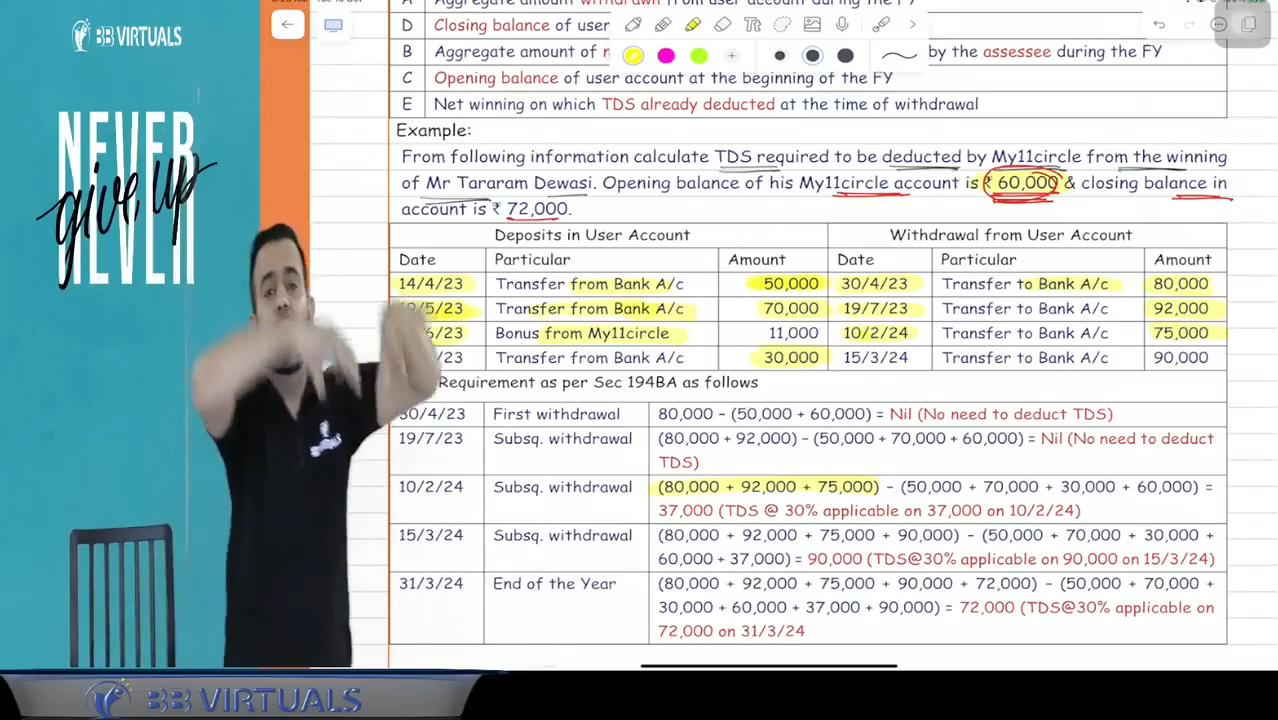 BB VIRTUALS
NEVER
give up
NEVER
A Aggregate amount withdrawn from user account during the FY
D Closing balance of user
B Aggregate amount of by the assessee during the FY
C Opening balance of user account at the beginning of the FY
E Net winning on which TDS already deducted at the time of withdrawal
Example:
From following information calculate TDS required to be deducted by My11circle from the winning
of Mr Tararam Dewasi. Opening balance of his My11circle account is ₹ 60,000 & closing balance in
account is ₹ 72,000.
Deposits in User Account Withdrawal from User Account
Date Particular Amount Date Particular Amount
14/4/23 Transfer from Bank A/c 50,000 30/4/23 Transfer to Bank A/c 80,000
/5/23 Transfer from Bank A/c 70,000 19/7/23 Transfer to Bank A/c 92,000
/23 Bonus from My11circle 11,000 10/2/24 Transfer to Bank A/c 75,000
/23 Transfer from Bank A/c 30,000 15/3/24 Transfer to Bank A/c 90,000
Requirement as per Sec 194BA as follows
30/4/23 First withdrawal 80,000 – (50,000 + 60,000) = Nil (No need to deduct TDS)
19/7/23 Subsq. withdrawal (80,000 + 92,000) – (50,000 + 70,000 + 60,000) = Nil (No need to deduct
TDS)
10/2/24 Subsq. withdrawal (80,000 + 92,000 + 75,000) – (50,000 + 70,000 + 30,000 + 60,000) =
37,000 (TDS @ 30% applicable on 37,000 on 10/2/24)
15/3/24 Subsq. withdrawal (80,000 + 92,000 + 75,000 + 90,000) – (50,000 + 70,000 + 30,000 +
60,000 + 37,000) = 90,000 (TDS@30% applicable on 90,000 on 15/3/24)
31/3/24 End of the Year (80,000 + 92,000 + 75,000 + 90,000 + 72,000) – (50,000 + 70,000 +
30,000 + 60,000 + 37,000 + 90,000) = 72,000 (TDS@30% applicable on
72,000 on 31/3/24
BB VIRTUALS